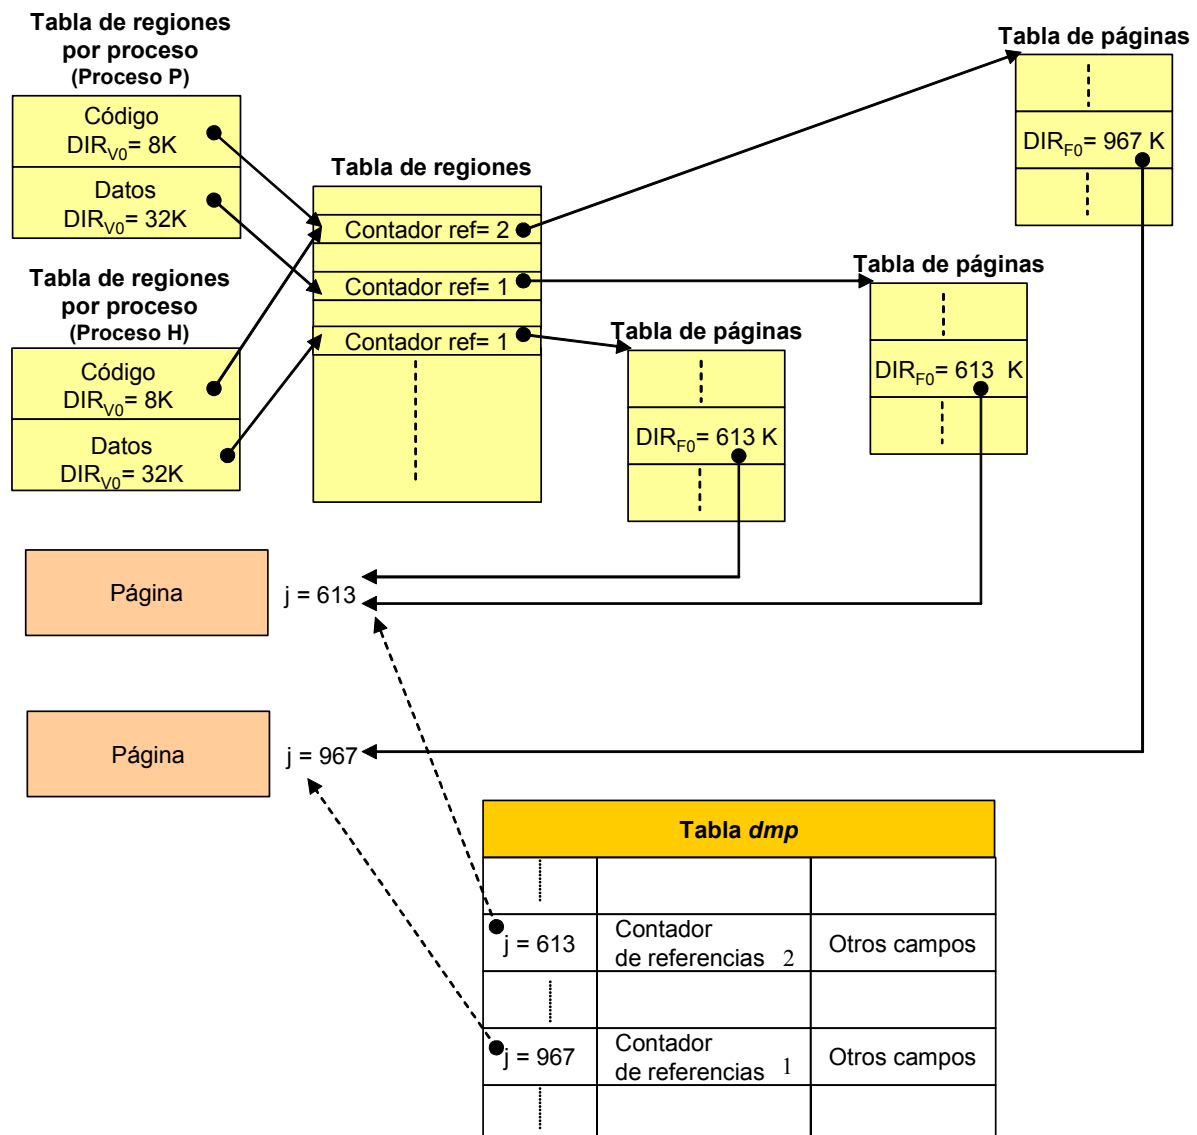 Tabla de regiones
por proceso
(Proceso P)
Código
DIRV0= 8K
Datos
DIRV0= 32K
Tabla de regiones
por proceso
(Proceso H)
Código
DIRV0= 8K
Datos
DIRV0= 32K
Tabla de regiones
Contador ref= 2
Contador ref= 1
Contador ref= 1
Tabla de páginas
DIRF0= 967 K
Tabla de páginas
DIRF0= 613 K
Tabla de páginas
DIRF0= 613 K
Página
j = 613
Página
j = 967
Tabla dmp
j = 613
Contador
de referencias 2
Otros campos
j = 967
Contador
de referencias 1
Otros campos